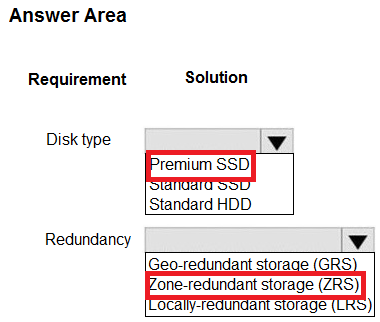 Answer Area
Requirement Solution
Disk type
Premium SSD
Standard SSD
Standard HDD
Redundancy
Geo-redundant storage (GRS)
Zone-redundant storage (ZRS)
Locally-redundant storage (LRS)